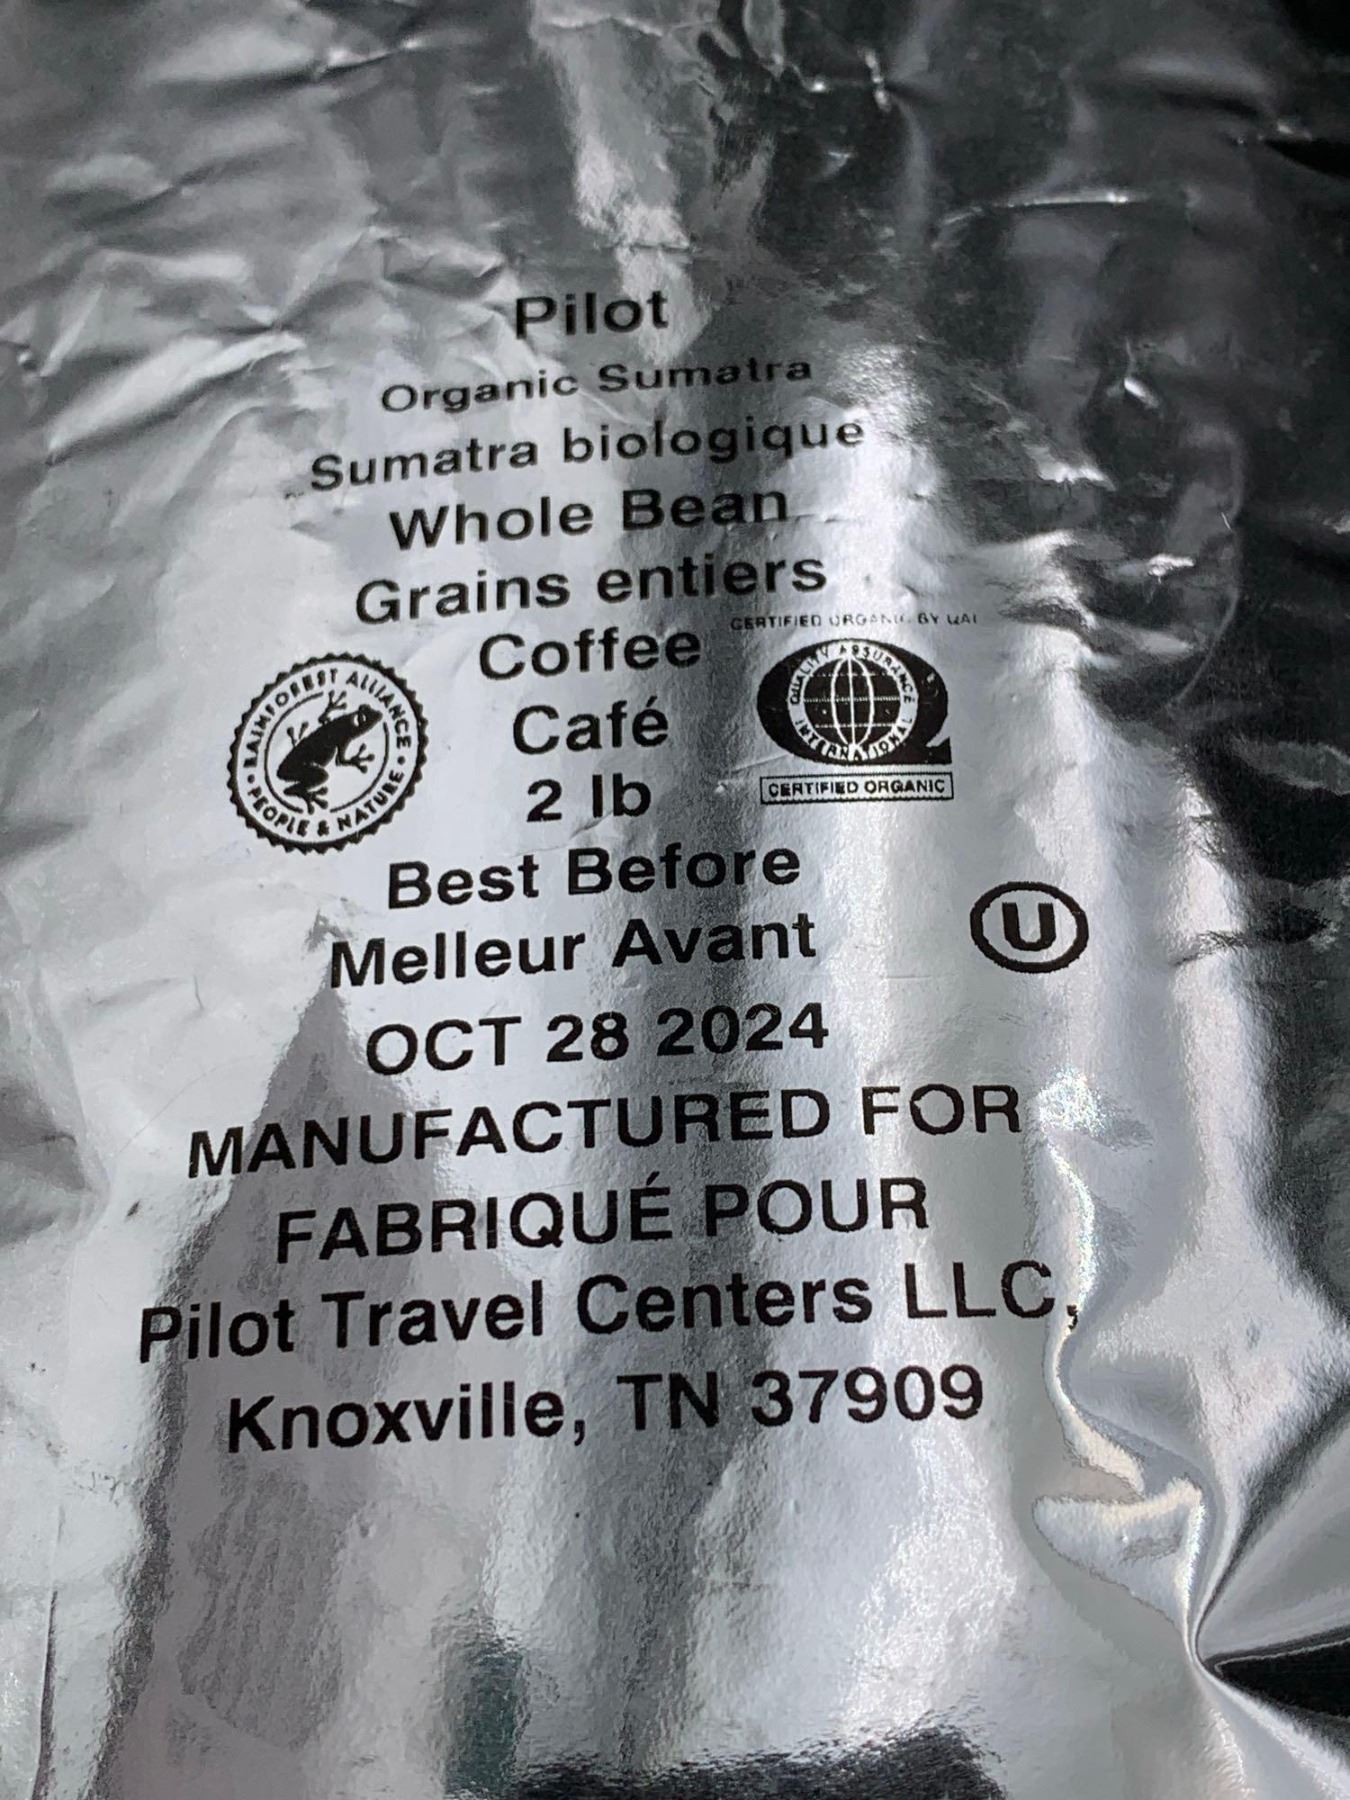 Pilot
Organic Sumatra
Sumatra biologique
Whole Bean
Grains entiers
CERTIFIED ORGANIC BY QAI
Coffee
Café
2 lb
RAINFOREST ALLIANCE
• PEOPLE & NATURE •
QUALITY ASSURANCE
INTERNATIONAL
CERTIFIED ORGANIC
Best Before
Melleur Avant
U
OCT 28 2024
MANUFACTURED FOR
FABRIQUÉ POUR
Pilot Travel Centers LLC,
Knoxville, TN 37909